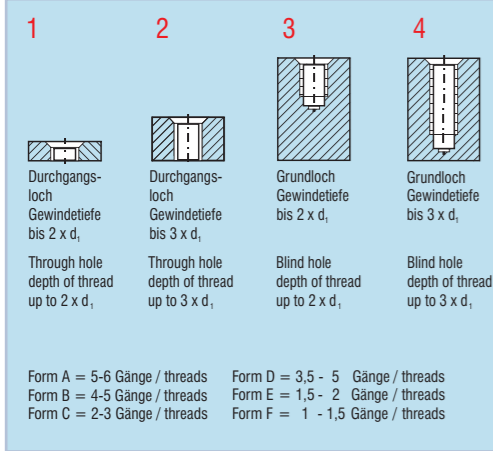 1 2 3 4
Durchgangs-
loch
Gewindetiefe
bis 2 x d₁
Through hole
depth of thread
up to 2 x d₁
Durchgangs-
loch
Gewindetiefe
bis 3 x d₁
Through hole
depth of thread
up to 3 x d₁
Grundloch
Gewindetiefe
bis 2 x d₁
Blind hole
depth of thread
up to 2 x d₁
Grundloch
Gewindetiefe
bis 3 x d₁
Blind hole
depth of thread
up to 3 x d₁
Form A = 5-6 Gänge / threads
Form B = 4-5 Gänge / threads
Form C = 2-3 Gänge / threads
Form D = 3,5 - 5 Gänge / threads
Form E = 1,5 - 2 Gänge / threads
Form F = 1 - 1,5 Gänge / threads